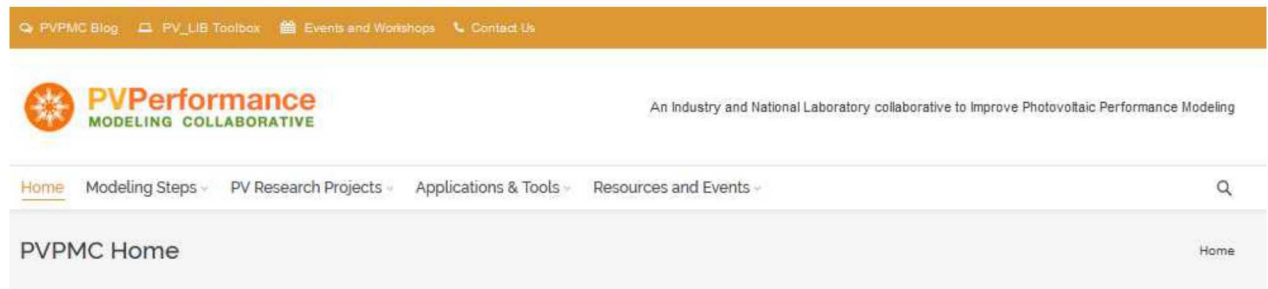 PVPMC Blog PV_LIB Toolbox Events and Workshops Contact Us
PVPerformance
MODELING COLLABORATIVE
An Industry and National Laboratory collaborative to Improve Photovoltaic Performance Modeling
Home Modeling Steps PV Research Projects Applications & Tools Resources and Events
PVPMC Home
Home